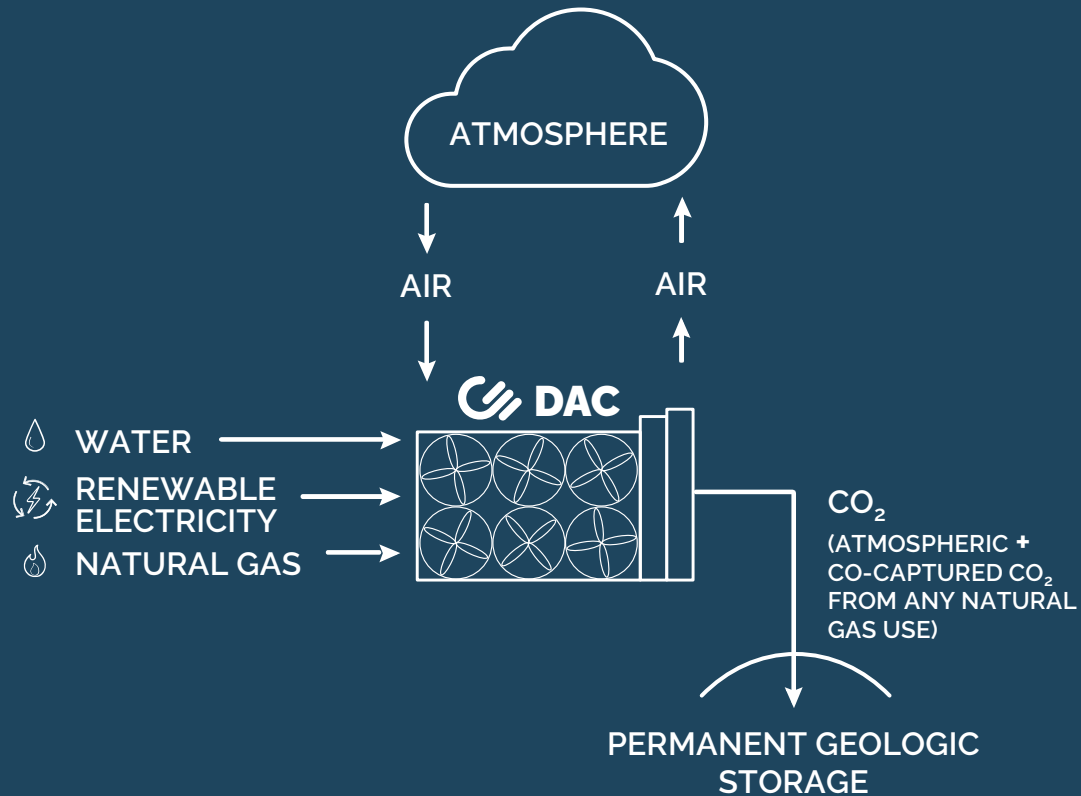 ATMOSPHERE
AIR
AIR
DAC
WATER
RENEWABLE
ELECTRICITY
NATURAL GAS
CO₂
(ATMOSPHERIC +
CO-CAPTURED CO₂
FROM ANY NATURAL
GAS USE)
PERMANENT GEOLOGIC
STORAGE